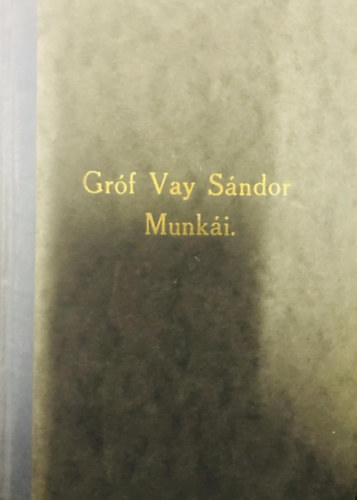 Gróf Vay Sándor
Munkái.